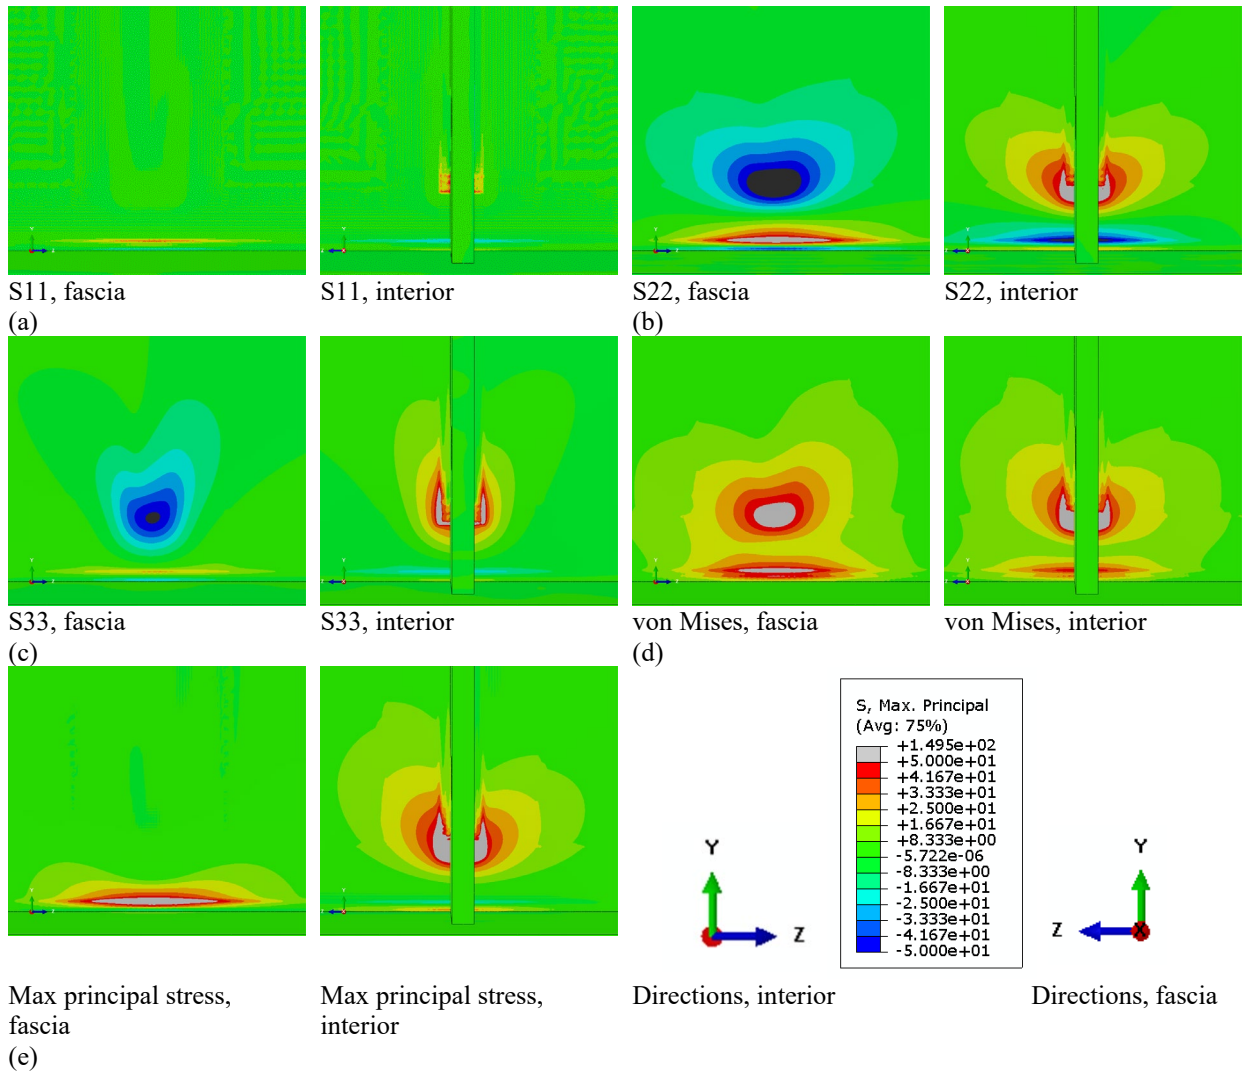 S11, fascia
S11, interior
S22, fascia
S22, interior
(a)
(b)
S33, fascia
S33, interior
von Mises, fascia
von Mises, interior
(c)
(d)
S, Max. Principal
(Avg: 75%)
+1.495e+02
+5.000e+01
+4.167e+01
+3.333e+01
+2.500e+01
+1.667e+01
+8.333e+00
-5.722e-06
-8.333e+00
-1.667e+01
-2.500e+01
-3.333e+01
-4.167e+01
-5.000e+01
Y
Z
Y
Z
X
Max principal stress,
fascia
Max principal stress,
interior
Directions, interior
Directions, fascia
(e)